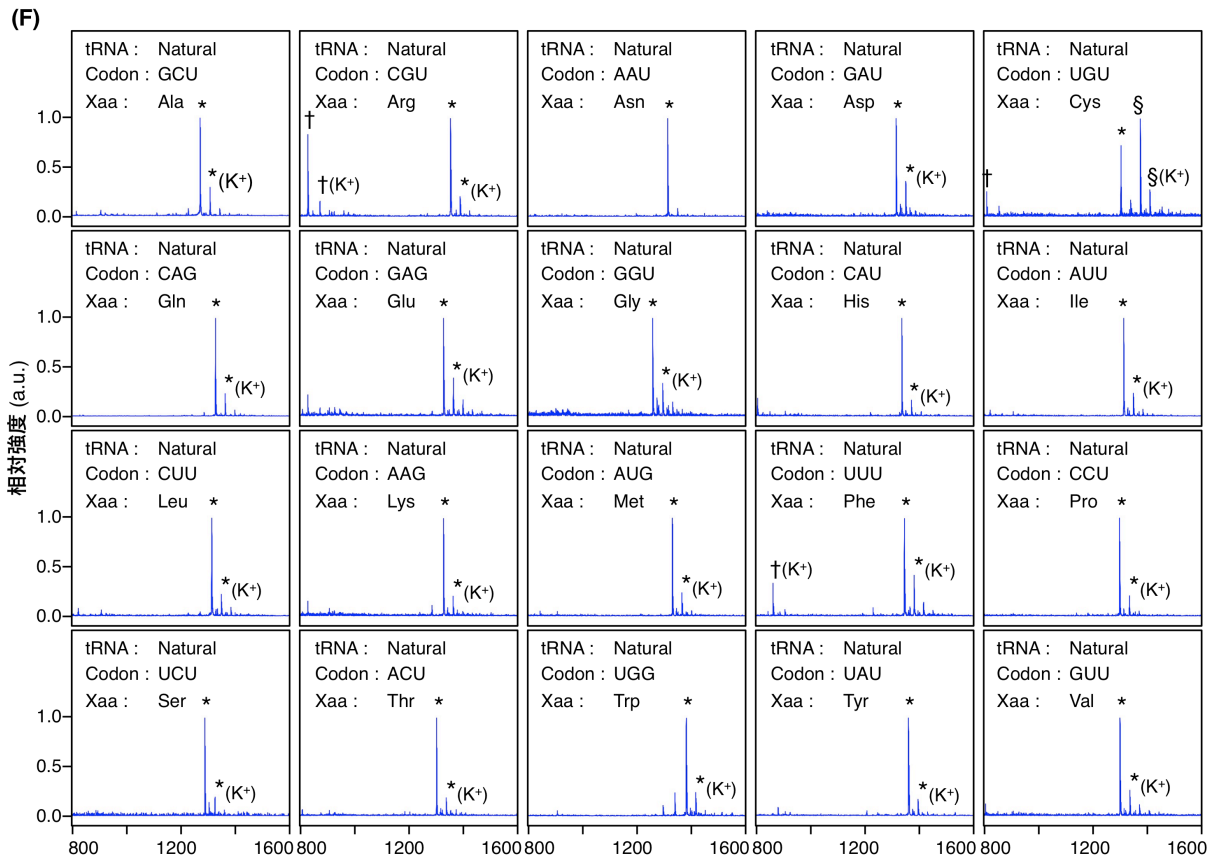 (F)
相対強度 (a.u.)
tRNA : Natural
Codon : GCU
Xaa : Ala *
*(K+)
tRNA : Natural
Codon : CGU
Xaa : Arg *
†
†(K+)
*(K+)
tRNA : Natural
Codon : AAU
Xaa : Asn *
tRNA : Natural
Codon : GAU
Xaa : Asp *
*(K+)
tRNA : Natural
Codon : UGU
Xaa : Cys §
*
†
§(K+)
1.0
0.5
0.0
tRNA : Natural
Codon : CAG
Xaa : Gln *
*(K+)
tRNA : Natural
Codon : GAG
Xaa : Glu *
*(K+)
tRNA : Natural
Codon : GGU
Xaa : Gly *
*(K+)
tRNA : Natural
Codon : CAU
Xaa : His *
*(K+)
tRNA : Natural
Codon : AUU
Xaa : Ile *
*(K+)
1.0
0.5
0.0
tRNA : Natural
Codon : CUU
Xaa : Leu *
*(K+)
tRNA : Natural
Codon : AAG
Xaa : Lys *
*(K+)
tRNA : Natural
Codon : AUG
Xaa : Met *
*(K+)
tRNA : Natural
Codon : UUU
Xaa : Phe *
†(K+)
*(K+)
tRNA : Natural
Codon : CCU
Xaa : Pro *
*(K+)
1.0
0.5
0.0
tRNA : Natural
Codon : UCU
Xaa : Ser *
*(K+)
tRNA : Natural
Codon : ACU
Xaa : Thr *
*(K+)
tRNA : Natural
Codon : UGG
Xaa : Trp *
*(K+)
tRNA : Natural
Codon : UAU
Xaa : Tyr *
*(K+)
tRNA : Natural
Codon : GUU
Xaa : Val *
*(K+)
1.0
0.5
0.0
800 1200 1600 800 1200 1600 800 1200 1600 800 1200 1600 800 1200 1600